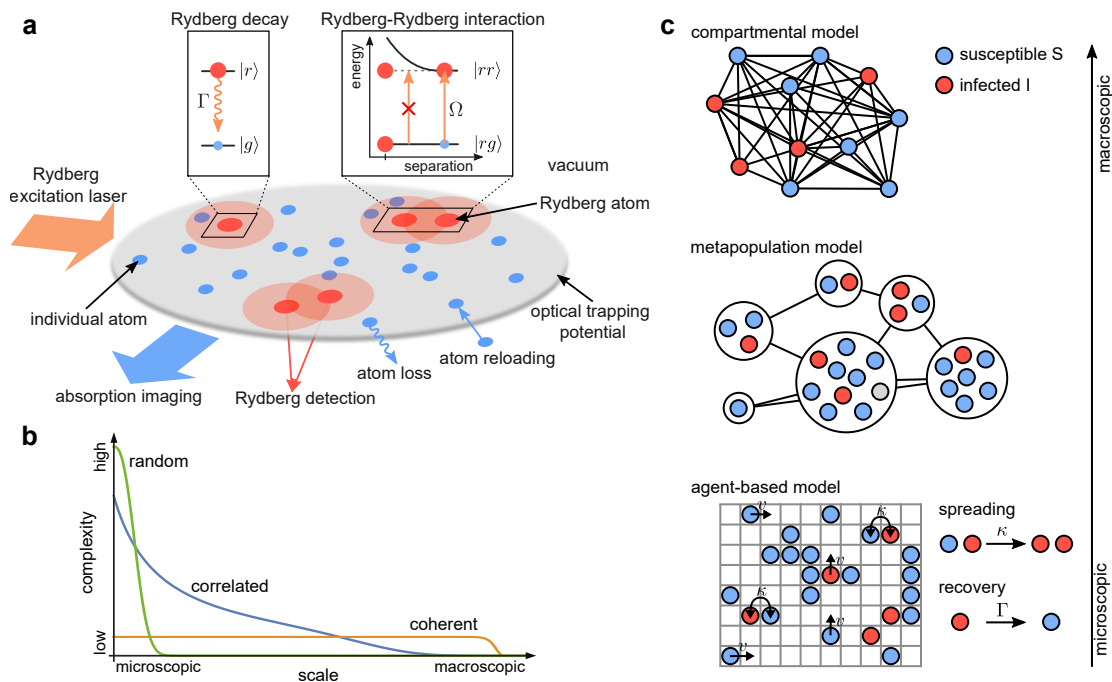 a
Rydberg decay
|r⟩
Γ
|g⟩
Rydberg-Rydberg interaction
energy
|rr⟩
Ω
|rg⟩
separation
vacuum
Rydberg
excitation laser
Rydberg atom
individual atom
optical trapping
potential
atom reloading
atom loss
absorption imaging
Rydberg detection
b
high
random
complexity
correlated
coherent
low
microscopic
macroscopic
scale
c
compartmental model
susceptible S
infected I
macroscopic
metapopulation model
agent-based model
v
κ
v
κ
v
v
spreading
κ
recovery
Γ
microscopic